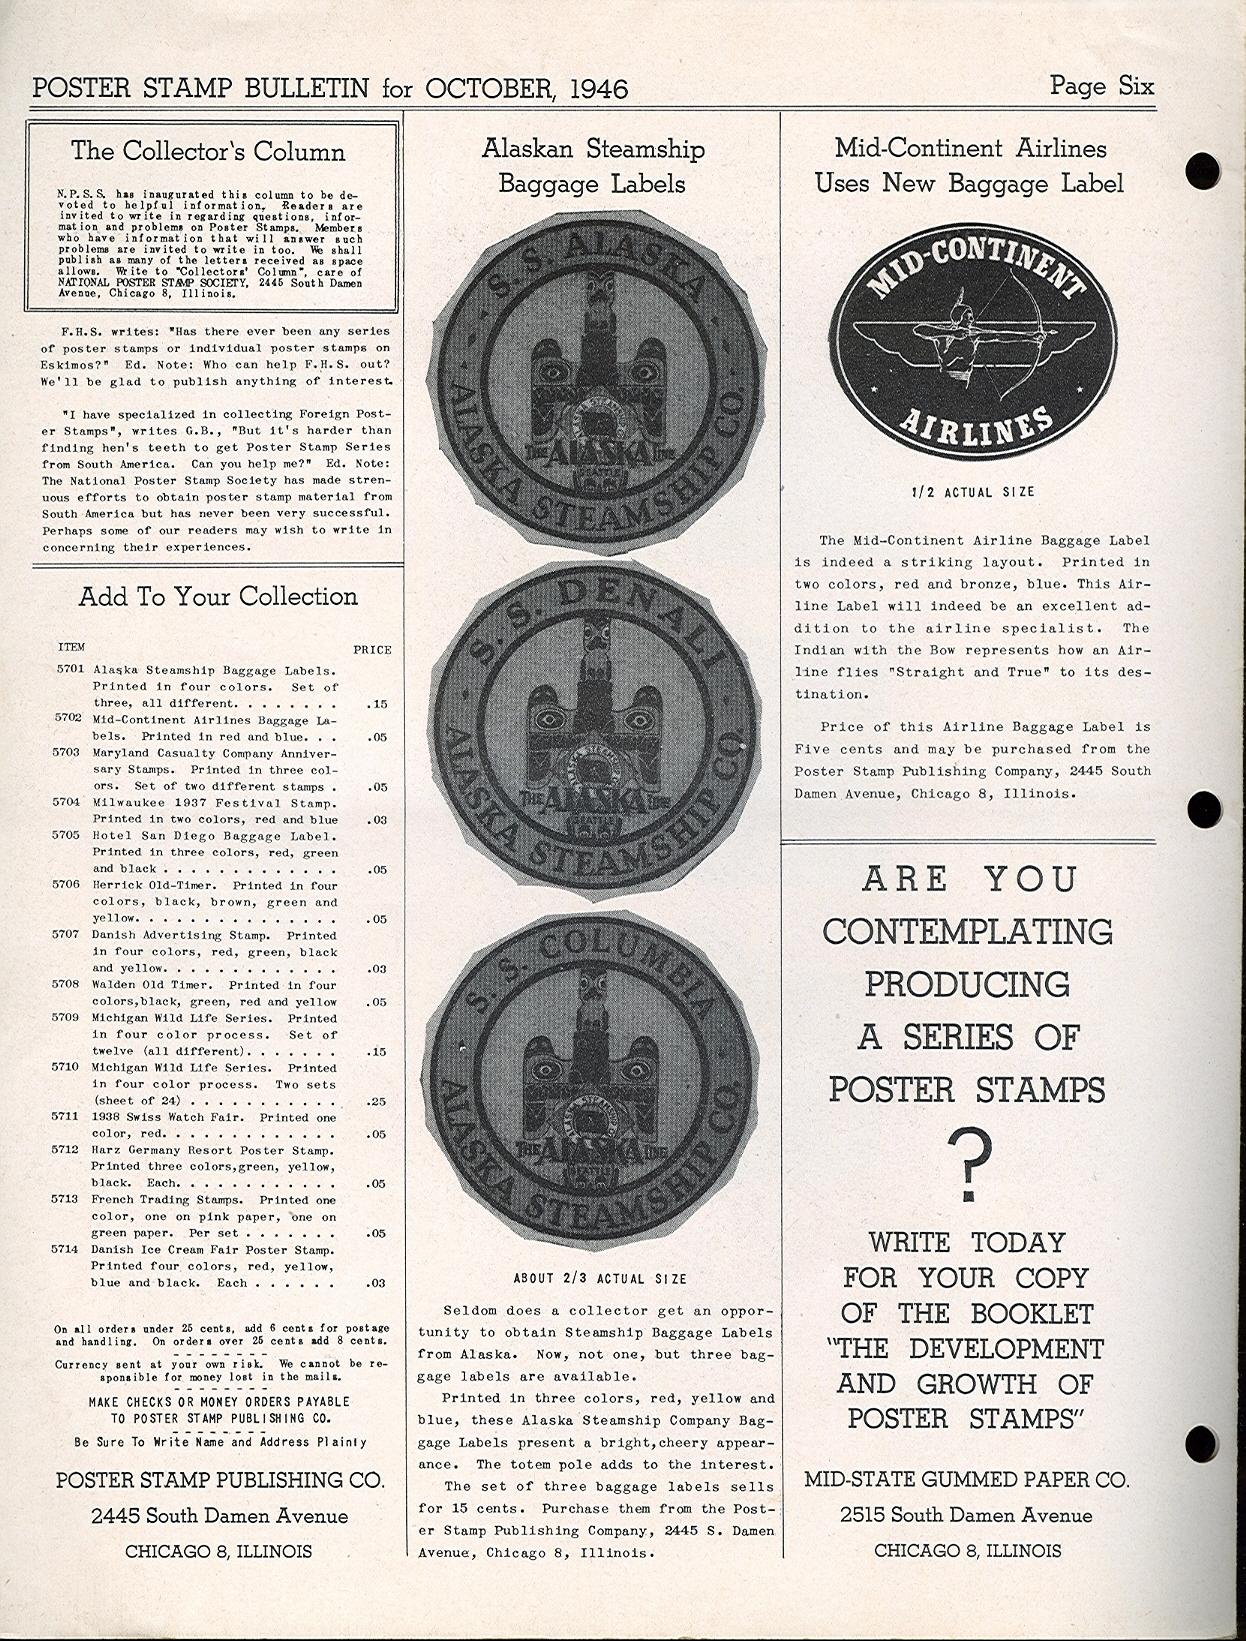 POSTER STAMP BULLETIN for OCTOBER, 1946
Page Six
The Collector's Column
N.P.S.S. has inaugurated this column to be de-
voted to helpful information. Readers are
invited to write in regarding questions, infor-
mation and problems on Poster Stamps. Members
who have information that will answer such
problems are invited to write in too. We shall
publish as many of the letters received as space
allows. Write to "Collectors' Column", care of
NATIONAL POSTER STAMP SOCIETY, 2445 South Damen
Avenue, Chicago 8, Illinois.
F.H.S. writes: "Has there ever been any series
of poster stamps or individual poster stamps on
Eskimos?" Ed. Note: Who can help F.H.S. out?
We'll be glad to publish anything of interest.
"I have specialized in collecting Foreign Post-
er Stamps", writes G.B., "But it's harder than
finding hen's teeth to get Poster Stamp Series
from South America. Can you help me?" Ed. Note:
The National Poster Stamp Society has made stren-
uous efforts to obtain poster stamp material from
South America but has never been very successful.
Perhaps some of our readers may wish to write in
concerning their experiences.
Add To Your Collection
ITEM PRICE
5701 Alaska Steamship Baggage Labels.
Printed in four colors. Set of
three, all different. . . . . . . . .15
5702 Mid-Continent Airlines Baggage La-
bels. Printed in red and blue. . . .05
5703 Maryland Casualty Company Anniver-
sary Stamps. Printed in three col-
ors. Set of two different stamps . .05
5704 Milwaukee 1937 Festival Stamp.
Printed in two colors, red and blue .03
5705 Hotel San Diego Baggage Label.
Printed in three colors, red, green
and black . . . . . . . . . . . . . .05
5706 Herrick Old-Timer. Printed in four
colors, black, brown, green and
yellow. . . . . . . . . . . . . . . .05
5707 Danish Advertising Stamp. Printed
in four colors, red, green, black
and yellow. . . . . . . . . . . . . .03
5708 Walden Old Timer. Printed in four
colors,black, green, red and yellow .05
5709 Michigan Wild Life Series. Printed
in four color process. Set of
twelve (all different). . . . . . . .15
5710 Michigan Wild Life Series. Printed
in four color process. Two sets
(sheet of 24) . . . . . . . . . . . .25
5711 1938 Swiss Watch Fair. Printed one
color, red. . . . . . . . . . . . . .05
5712 Harz Germany Resort Poster Stamp.
Printed three colors,green, yellow,
black. Each. . . . . . . . . . . . .05
5713 French Trading Stamps. Printed one
color, one on pink paper, one on
green paper. Per set . . . . . . . .05
5714 Danish Ice Cream Fair Poster Stamp.
Printed four colors, red, yellow,
blue and black. Each . . . . . . .03
On all orders under 25 cents, add 6 cents for postage
and handling. On orders over 25 cents add 8 cents.
Currency sent at your own risk. We cannot be re-
sponsible for money lost in the mails.
MAKE CHECKS OR MONEY ORDERS PAYABLE
TO POSTER STAMP PUBLISHING CO.
Be Sure To Write Name and Address Plainly
POSTER STAMP PUBLISHING CO.
2445 South Damen Avenue
CHICAGO 8, ILLINOIS
Alaskan Steamship
Baggage Labels
S.S. ALASKA
ALASKA STEAMSHIP CO.
THE ALASKA LINE
SEATTLE
S.S. DENALI
ALASKA STEAMSHIP CO.
THE ALASKA LINE
SEATTLE
S.S. COLUMBIA
ALASKA STEAMSHIP CO.
THE ALASKA LINE
SEATTLE
ABOUT 2/3 ACTUAL SIZE
Seldom does a collector get an oppor-
tunity to obtain Steamship Baggage Labels
from Alaska. Now, not one, but three bag-
gage labels are available.
Printed in three colors, red, yellow and
blue, these Alaska Steamship Company Bag-
gage Labels present a bright,cheery appear-
ance. The totem pole adds to the interest.
The set of three baggage labels sells
for 15 cents. Purchase them from the Post-
er Stamp Publishing Company, 2445 S. Damen
Avenue, Chicago 8, Illinois.
Mid-Continent Airlines
Uses New Baggage Label
MID-CONTINENT
AIRLINES
1/2 ACTUAL SIZE
The Mid-Continent Airline Baggage Label
is indeed a striking layout. Printed in
two colors, red and bronze, blue. This Air-
line Label will indeed be an excellent ad-
dition to the airline specialist. The
Indian with the Bow represents how an Air-
line flies "Straight and True" to its des-
tination.
Price of this Airline Baggage Label is
Five cents and may be purchased from the
Poster Stamp Publishing Company, 2445 South
Damen Avenue, Chicago 8, Illinois.
ARE YOU
CONTEMPLATING
PRODUCING
A SERIES OF
POSTER STAMPS
?
WRITE TODAY
FOR YOUR COPY
OF THE BOOKLET
"THE DEVELOPMENT
AND GROWTH OF
POSTER STAMPS"
MID-STATE GUMMED PAPER CO.
2515 South Damen Avenue
CHICAGO 8, ILLINOIS